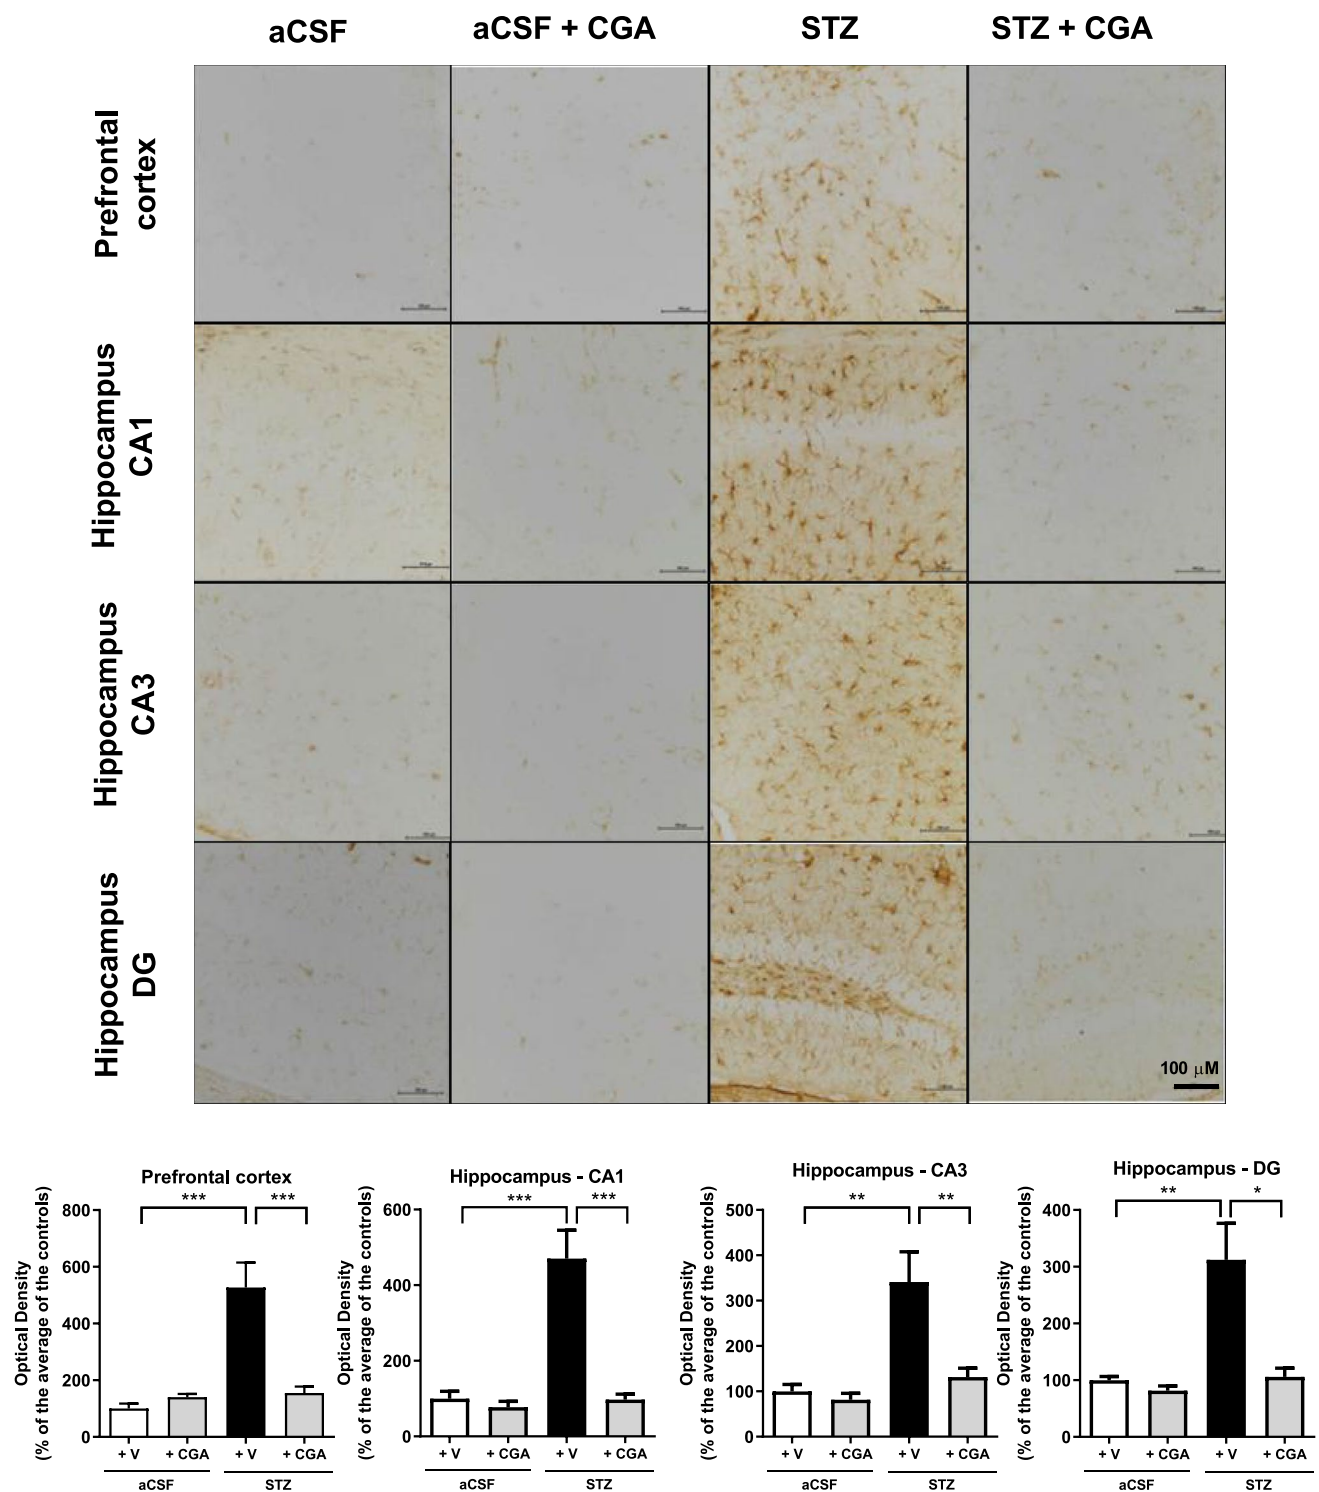 aCSF
aCSF + CGA
STZ
STZ + CGA
Prefrontal
cortex
Hippocampus
CA1
Hippocampus
CA3
Hippocampus
DG
100 μM
Prefrontal cortex
Optical Density
(% of the average of the controls)
800
600
400
200
0
***
***
+ V
+ CGA
+ V
+ CGA
aCSF
STZ
Hippocampus - CA1
Optical Density
(% of the average of the controls)
600
400
200
0
***
***
+ V
+ CGA
+ V
+ CGA
aCSF
STZ
Hippocampus - CA3
Optical Density
(% of the average of the controls)
500
400
300
200
100
0
**
**
+ V
+ CGA
+ V
+ CGA
aCSF
STZ
Hippocampus - DG
Optical Density
(% of the average of the controls)
400
300
200
100
0
**
*
+ V
+ CGA
+ V
+ CGA
aCSF
STZ